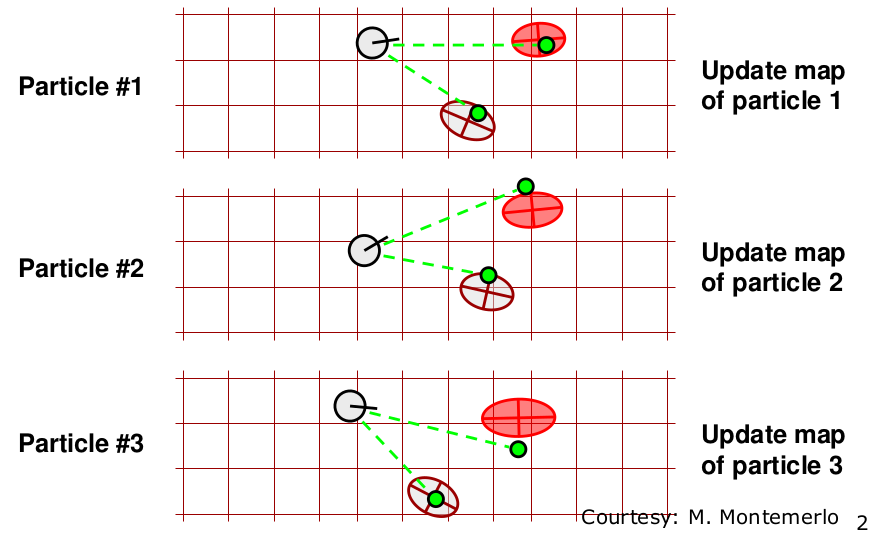 Particle #1
Update map
of particle 1
Particle #2
Update map
of particle 2
Particle #3
Update map
of particle 3
Courtesy: M. Montemerlo
2